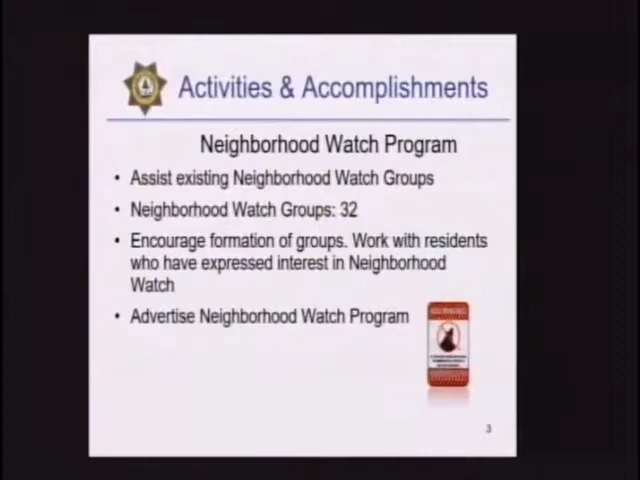 Activities & Accomplishments
Neighborhood Watch Program
• Assist existing Neighborhood Watch Groups
• Neighborhood Watch Groups: 32
• Encourage formation of groups. Work with residents
who have expressed interest in Neighborhood
Watch
• Advertise Neighborhood Watch Program
3